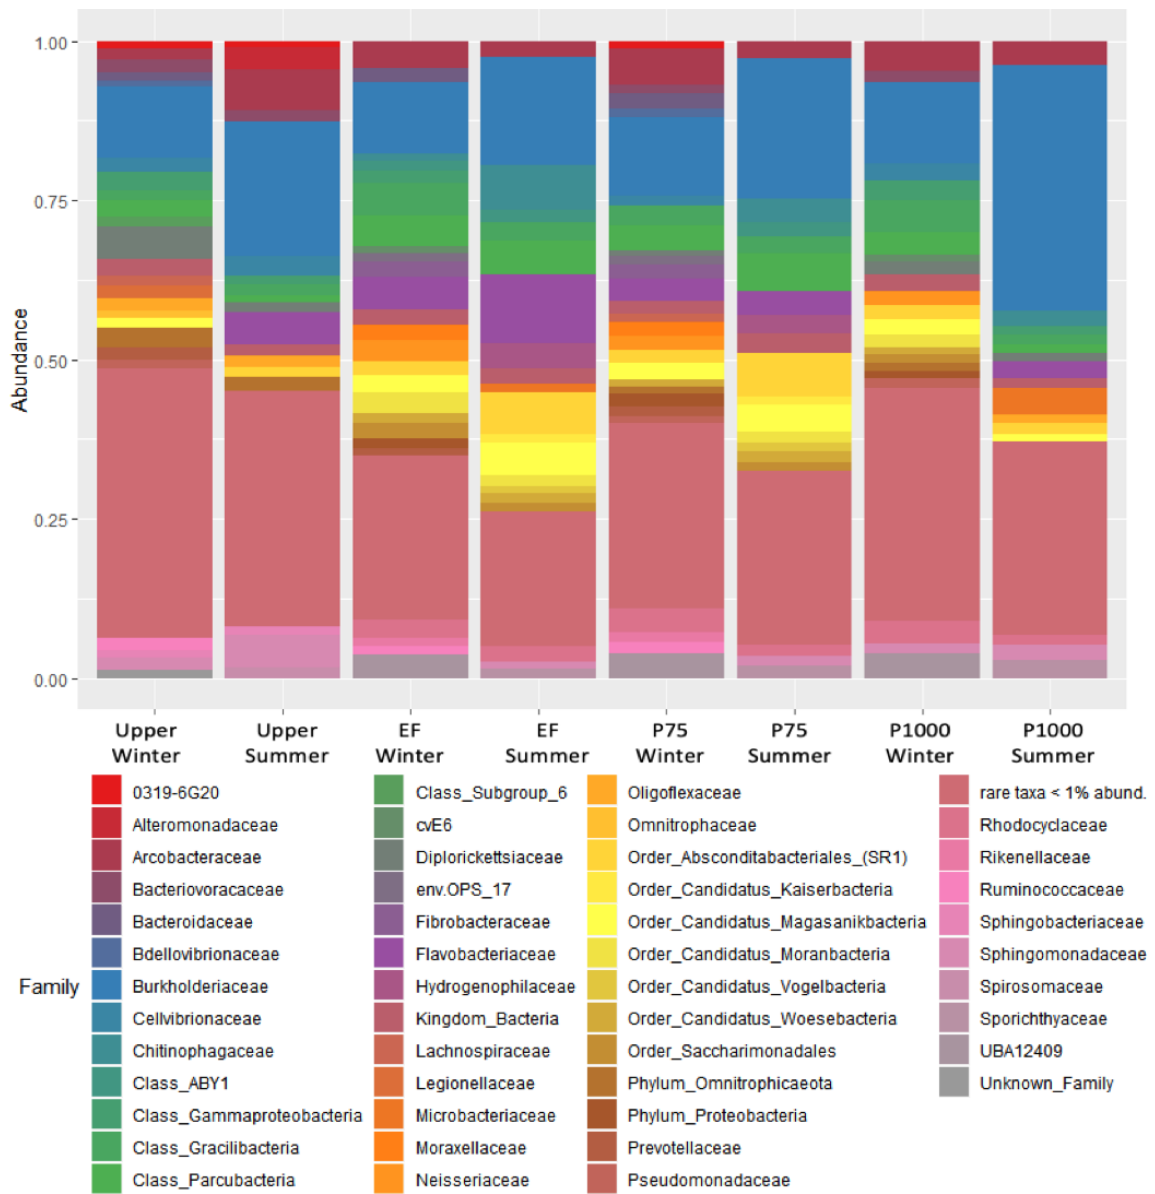 1.00
0.75
0.50
0.25
0.00
Abundance
Upper Winter
Upper Summer
EF Winter
EF Summer
P75 Winter
P75 Summer
P1000 Winter
P1000 Summer
Family
0319-6G20
Alteromonadaceae
Arcobacteraceae
Bacteriovoracaceae
Bacteroidaceae
Bdellovibrionaceae
Burkholderiaceae
Cellvibrionaceae
Chitinophagaceae
Class_ABY1
Class_Gammaproteobacteria
Class_Gracilibacteria
Class_Parcubacteria
Class_Subgroup_6
cvE6
Diplorickettsiaceae
env.OPS_17
Fibrobacteraceae
Flavobacteriaceae
Hydrogenophilaceae
Kingdom_Bacteria
Lachnospiraceae
Legionellaceae
Microbacteriaceae
Moraxellaceae
Neisseriaceae
Oligoflexaceae
Omnitrophaceae
Order_Absconditabacteriales_(SR1)
Order_Candidatus_Kaiserbacteria
Order_Candidatus_Magasanikbacteria
Order_Candidatus_Moranbacteria
Order_Candidatus_Vogelbacteria
Order_Candidatus_Woesebacteria
Order_Saccharimonadales
Phylum_Omnitrophicaeota
Phylum_Proteobacteria
Prevotellaceae
Pseudomonadaceae
rare taxa < 1% abund.
Rhodocyclaceae
Rikenellaceae
Ruminococcaceae
Sphingobacteriaceae
Sphingomonadaceae
Spirosomaceae
Sporichthyaceae
UBA12409
Unknown_Family